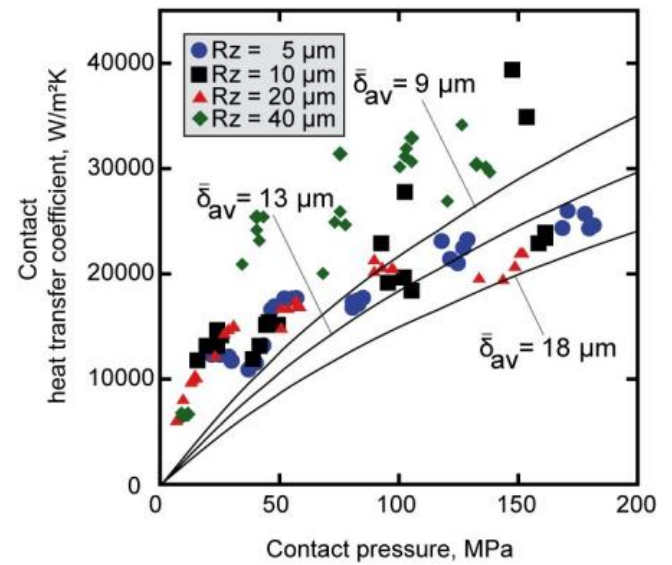 Contact
heat transfer coefficient, W/m²K
40000
30000
20000
10000
0
Rz = 5 µm
Rz = 10 µm
Rz = 20 µm
Rz = 40 µm
δ̄av = 9 µm
δ̄av = 13 µm
δ̄av = 18 µm
0 50 100 150 200
Contact pressure, MPa